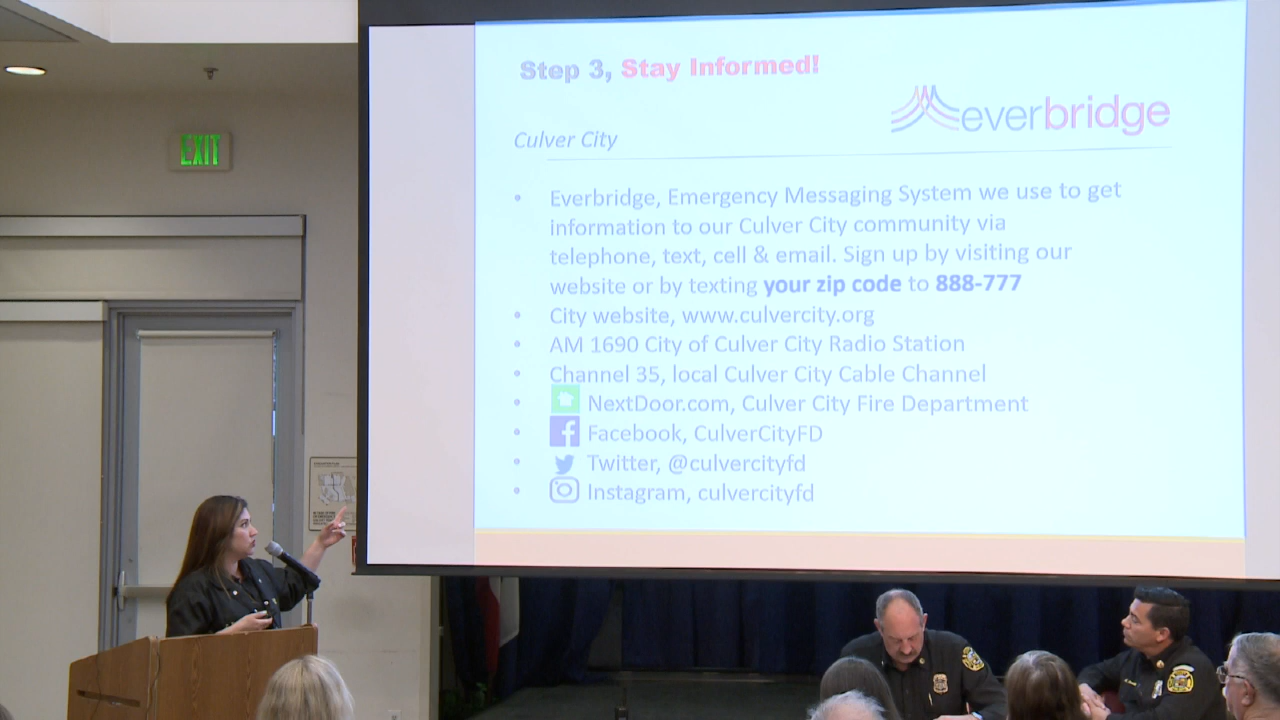 Step 3, Stay Informed!
everbridge
EXIT
Culver City
• Everbridge, Emergency Messaging System we use to get
information to our Culver City community via
telephone, text, cell & email. Sign up by visiting our
website or by texting your zip code to 888-777
• City website, www.culvercity.org
• AM 1690 City of Culver City Radio Station
• Channel 35, local Culver City Cable Channel
• NextDoor.com, Culver City Fire Department
• Facebook, CulverCityFD
• Twitter, @culvercityfd
• Instagram, culvercityfd